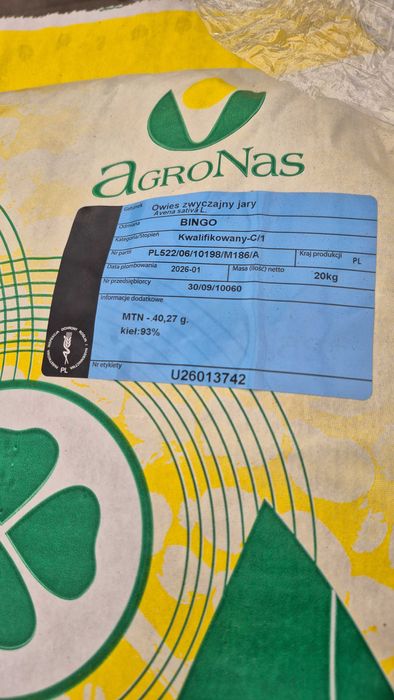 AGRONAS
Gatunek Owies zwyczajny jary
Avena sativa L.
Odmiana BINGO
Kategoria/Stopień Kwalifikowany-C/1
Nr partii PL522/06/10198/M186/A Kraj produkcji PL
Data plombowania 2026-01 Masa (ilość) netto 20kg
Nr przedsiębiorcy 30/09/10060
Informacje dodatkowe
MTN -.40,27 g,
kieł:93%
PL
Nr etykiety U26013742